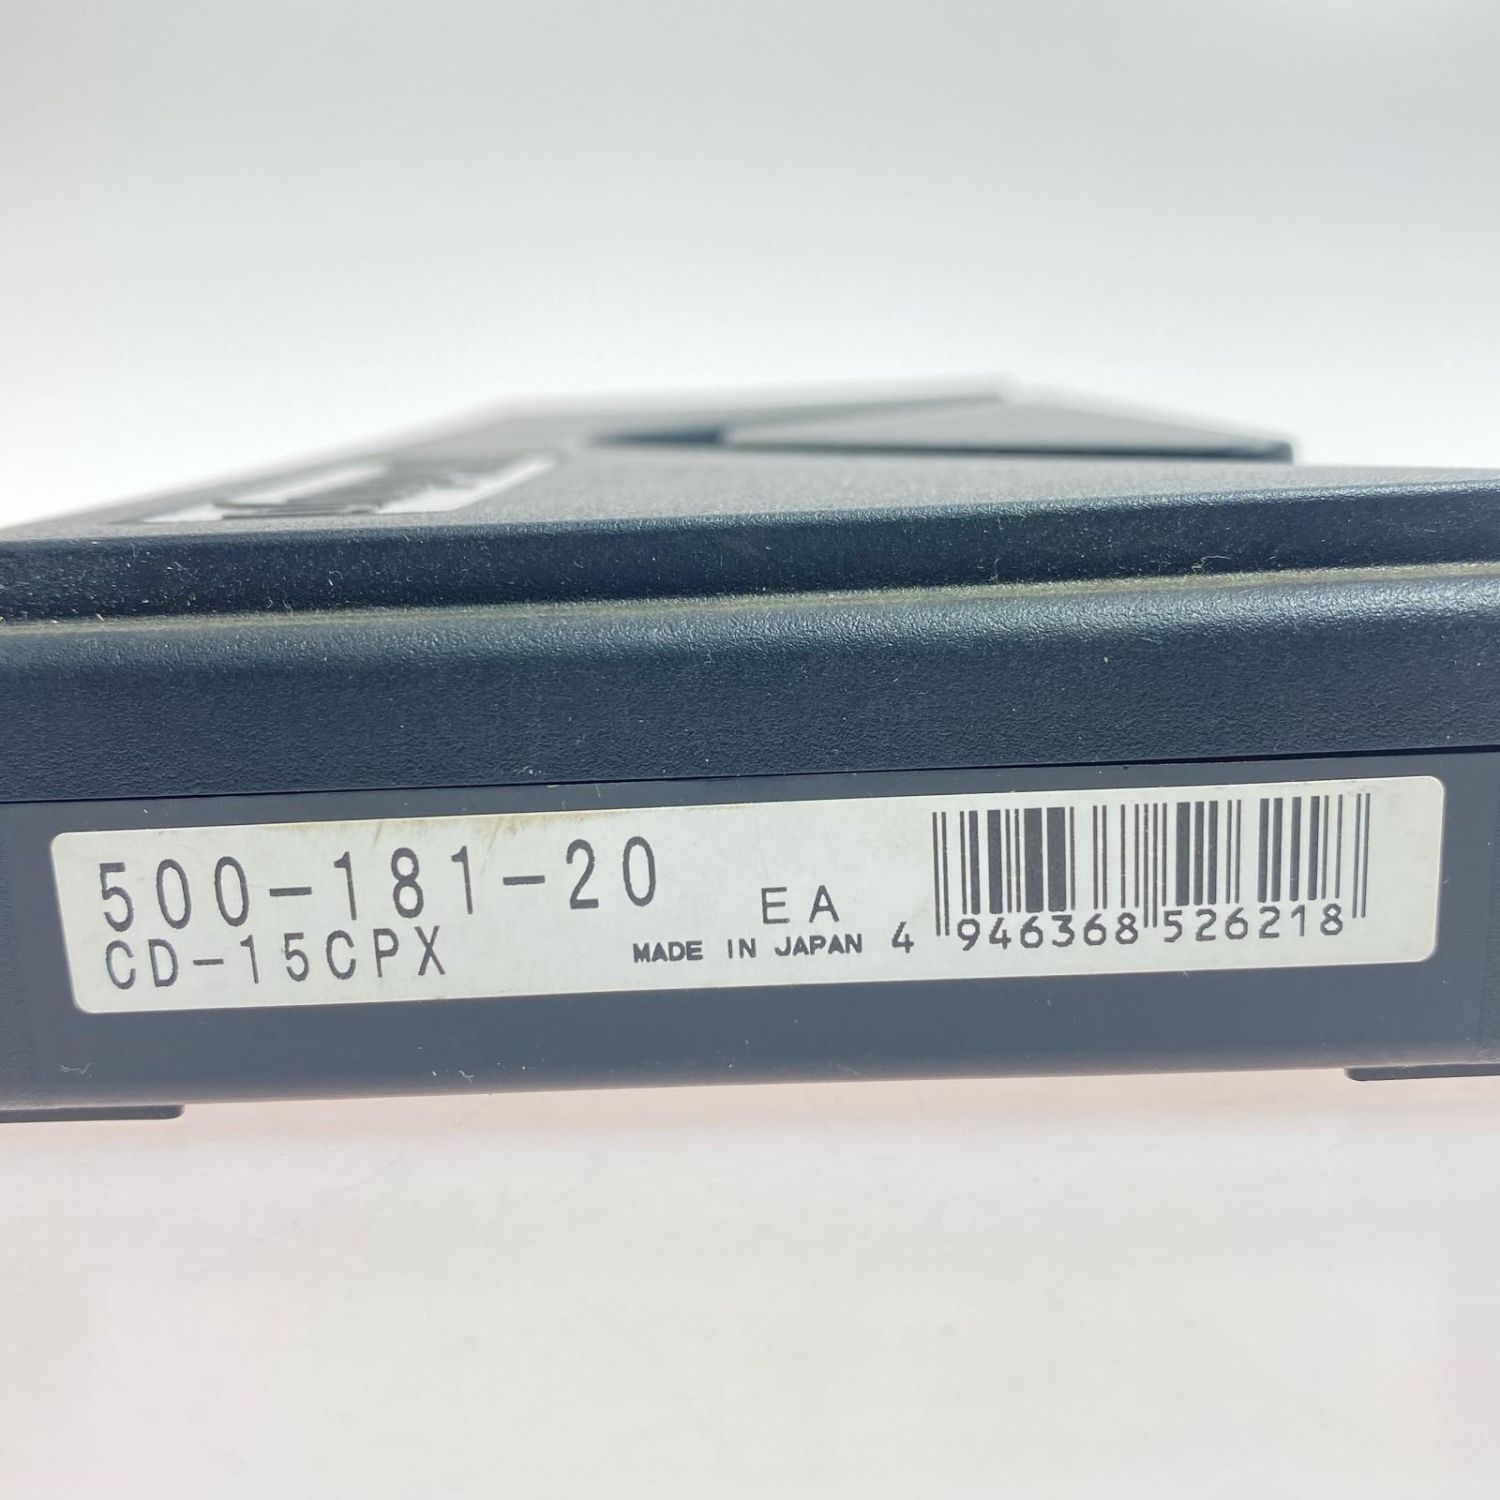 500-181-20
CD-15CPX
EA
MADE IN JAPAN
4 946368 526218